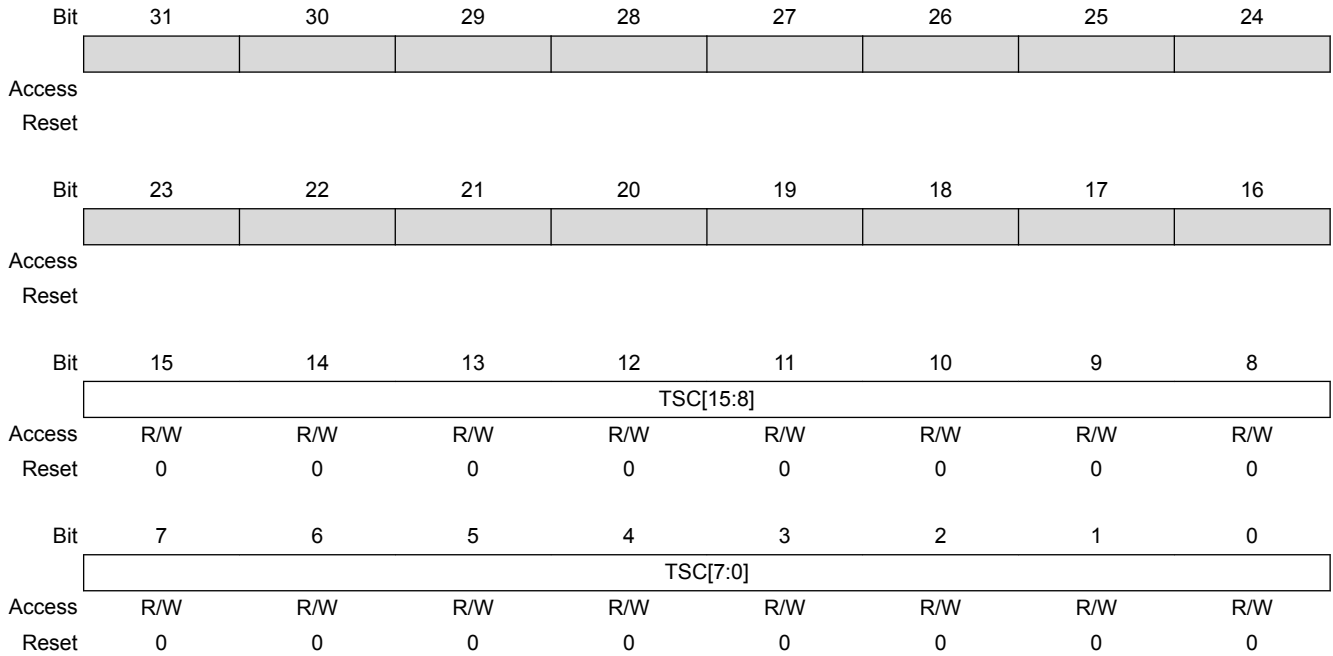 Bit 31 30 29 28 27 26 25 24
Access
Reset
Bit 23 22 21 20 19 18 17 16
Access
Reset
Bit 15 14 13 12 11 10 9 8
TSC[15:8]
Access R/W R/W R/W R/W R/W R/W R/W R/W
Reset 0 0 0 0 0 0 0 0
Bit 7 6 5 4 3 2 1 0
TSC[7:0]
Access R/W R/W R/W R/W R/W R/W R/W R/W
Reset 0 0 0 0 0 0 0 0